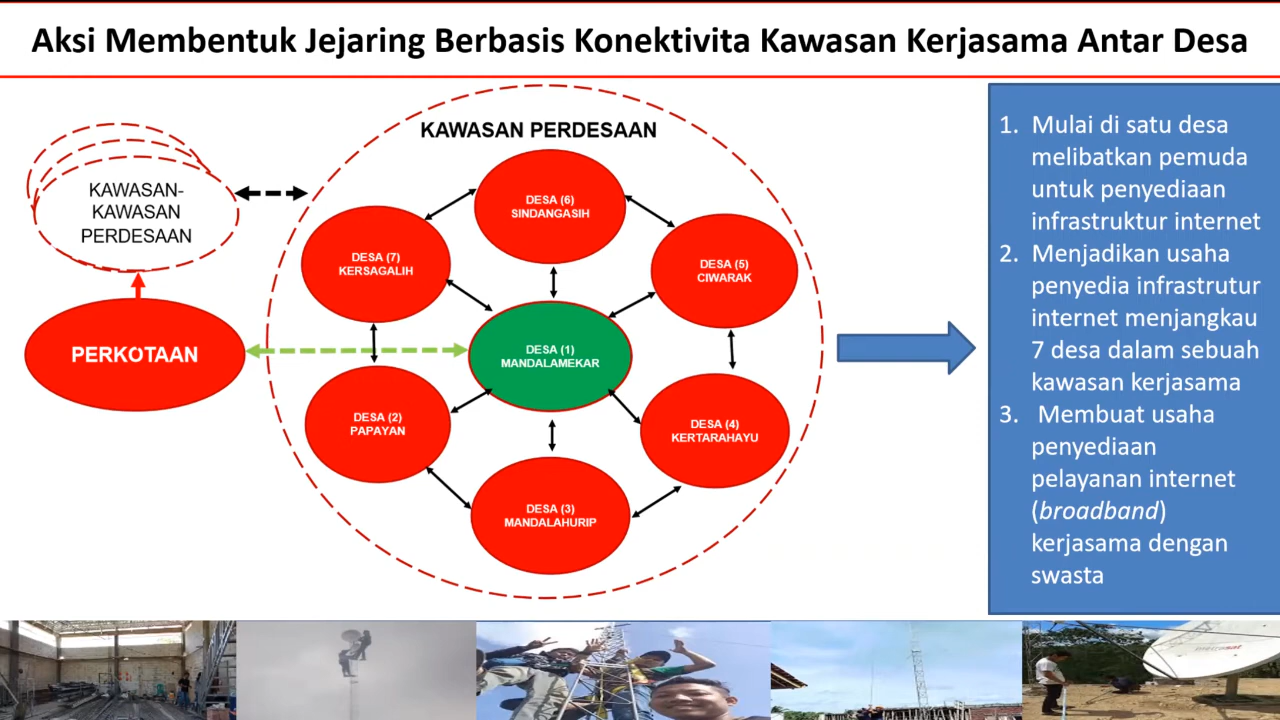 Aksi Membentuk Jejaring Berbasis Konektivita Kawasan Kerjasama Antar Desa
KAWASAN-
KAWASAN
PERDESAAN
PERKOTAAN
KAWASAN PERDESAAN
DESA (6)
SINDANGASIH
DESA (7)
KERSAGALIH
DESA (5)
CIWARAK
DESA (1)
MANDALAMEKAR
DESA (2)
PAPAYAN
DESA (4)
KERTARAHAYU
DESA (3)
MANDALAHURIP
1. Mulai di satu desa
melibatkan pemuda
untuk penyediaan
infrastruktur internet
2. Menjadikan usaha
penyedia infrastrutur
internet menjangkau
7 desa dalam sebuah
kawasan kerjasama
3. Membuat usaha
penyediaan
pelayanan internet
(broadband)
kerjasama dengan
swasta